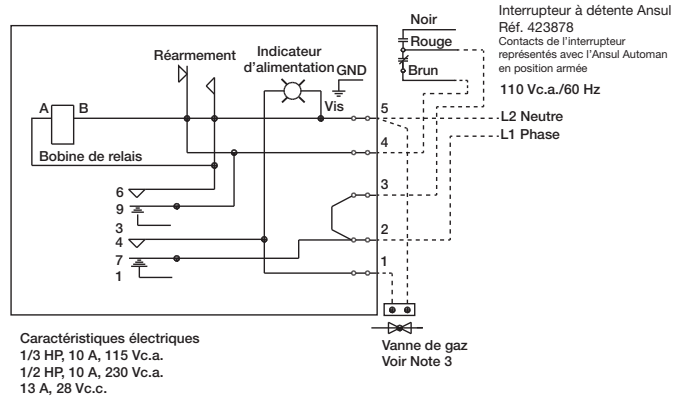 Interrupteur à détente Ansul
Réf. 423878
Contacts de l'interrupteur
représentés avec l'Ansul Automan
en position armée
110 Vc.a./60 Hz
Noir
Rouge
Brun
L2 Neutre
L1 Phase
Réarmement
Indicateur
d'alimentation
GND
Vis
A
B
Bobine de relais
5
4
3
2
1
6
9
3
4
7
1
Vanne de gaz
Voir Note 3
Caractéristiques électriques
1/3 HP, 10 A, 115 Vc.a.
1/2 HP, 10 A, 230 Vc.a.
13 A, 28 Vc.c.